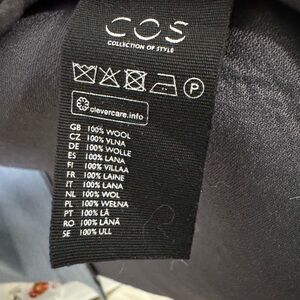 COS
COLLECTION OF STYLE
P
clevercare.info
GB 100% WOOL
CZ 100% VLNA
DE 100% WOLLE
ES 100% LANA
FI 100% VILLAA
FR 100% LAINE
IT 100% LANA
NL 100% WOL
PL 100% WEŁNA
PT 100% LÃ
RO 100% LÂNĂ
SE 100% ULL